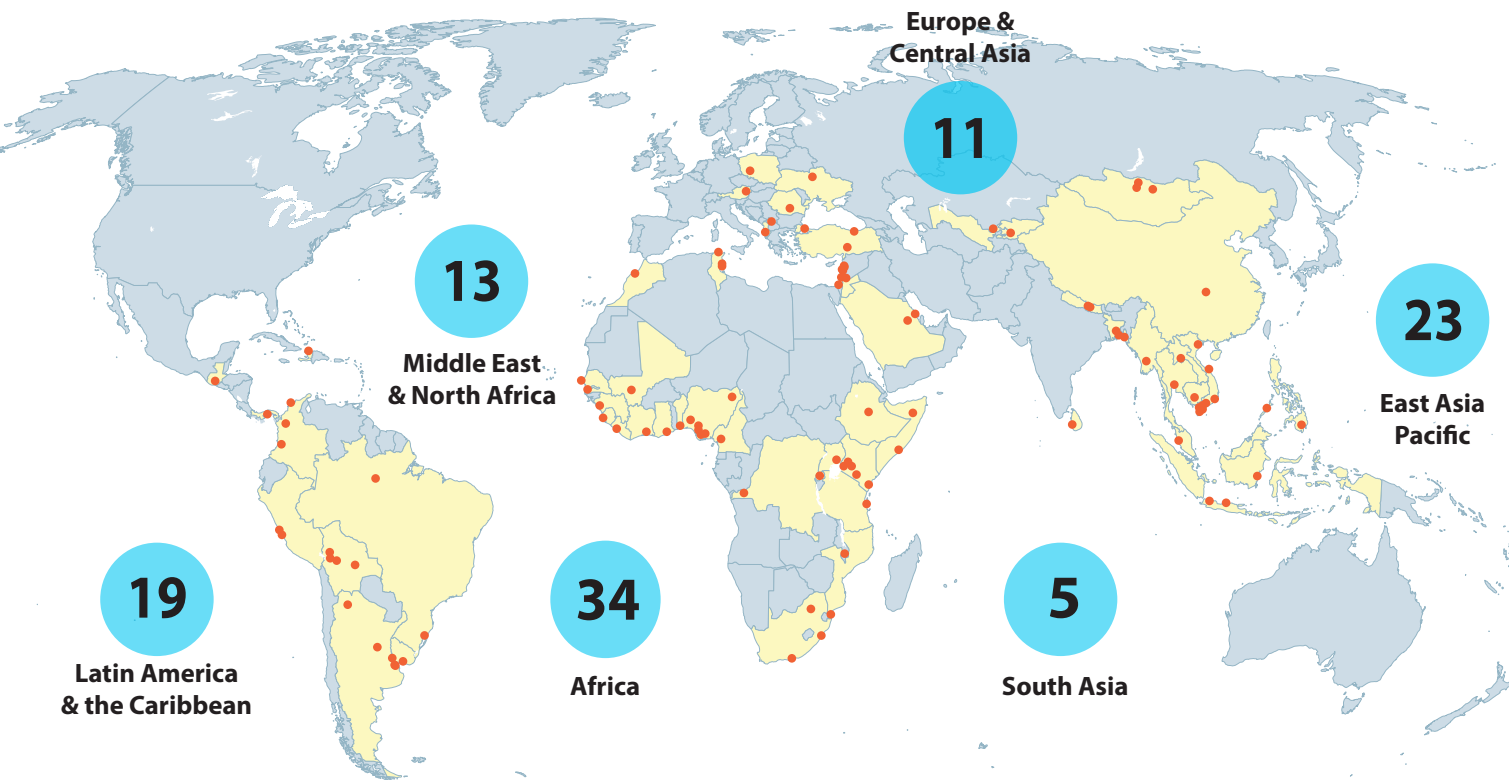 Europe &
Central Asia
11
13
Middle East
& North Africa
23
East Asia
Pacific
19
Latin America
& the Caribbean
34
Africa
5
South Asia